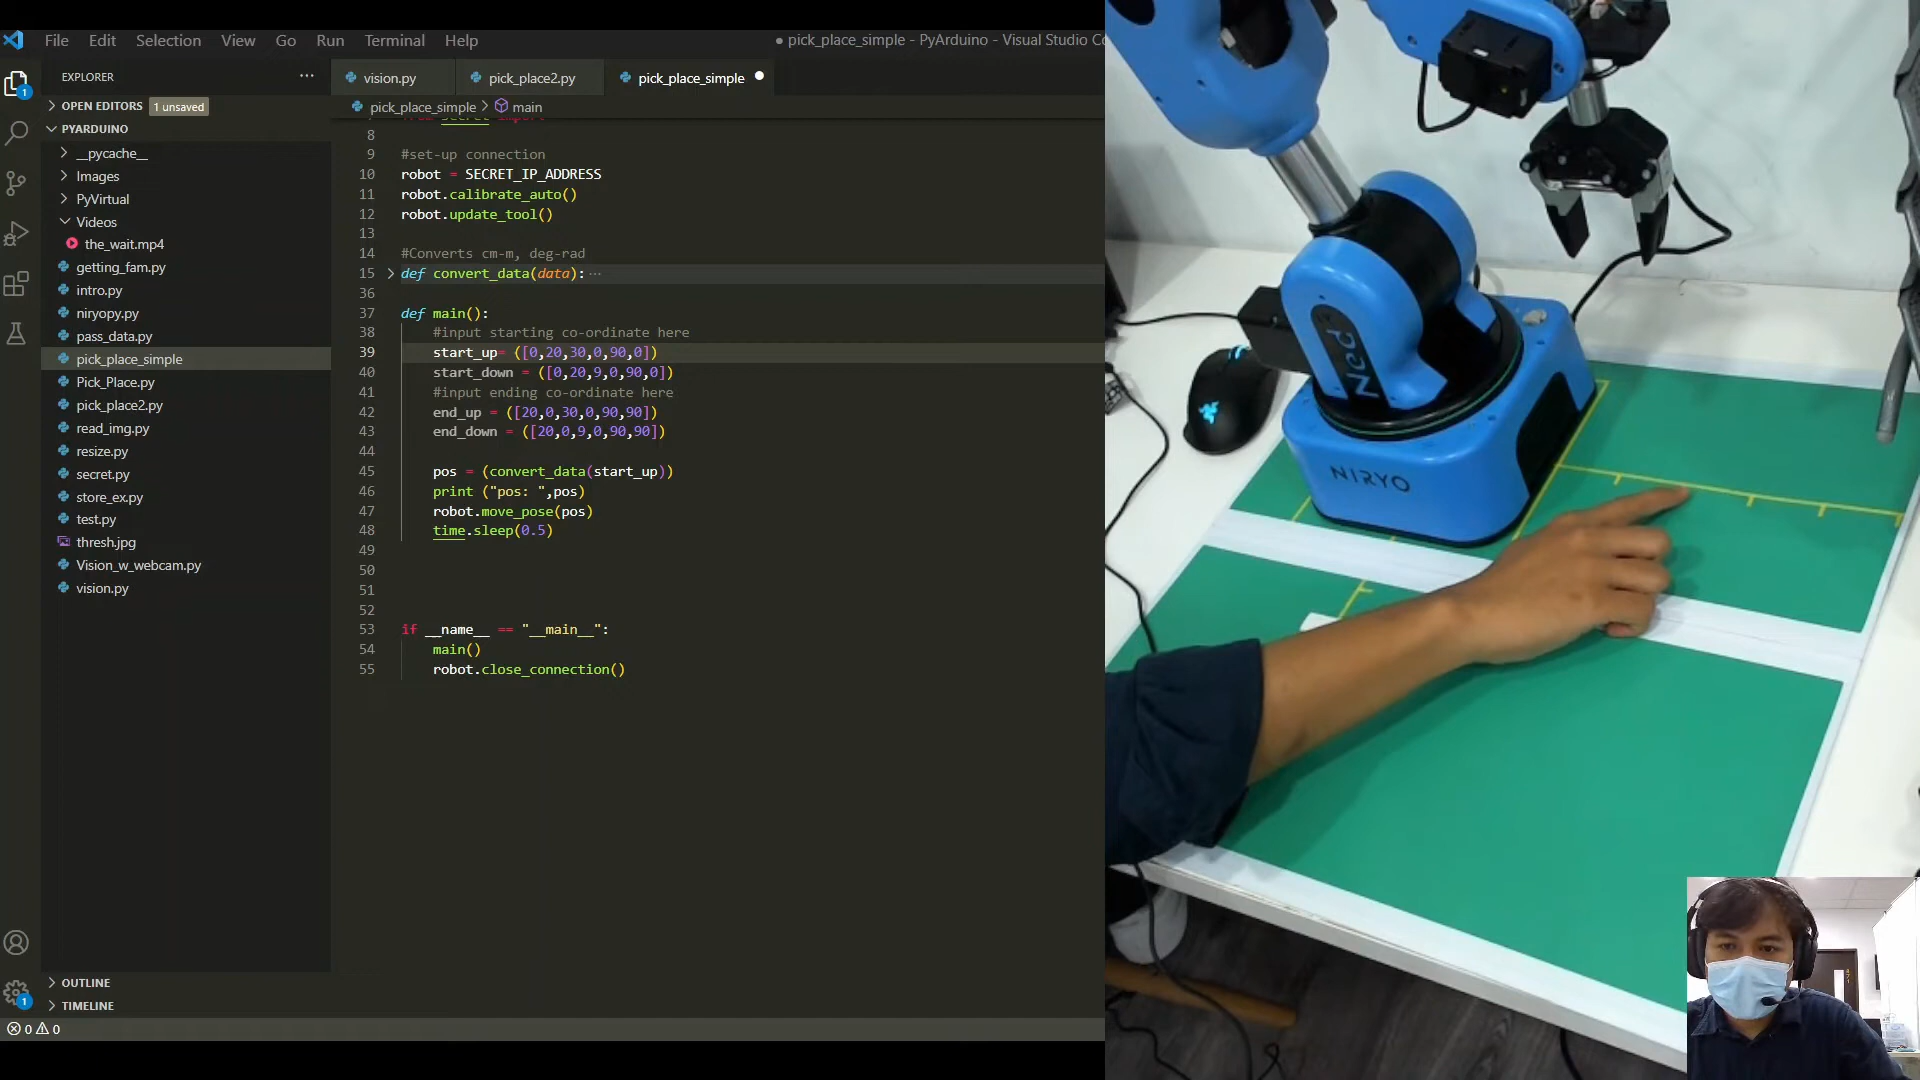 File Edit Selection View Go Run Terminal Help
● pick_place_simple - PyArduino - Visual Studio Co
EXPLORER ···
vision.py
pick_place2.py
pick_place_simple ●
OPEN EDITORS 1 unsaved
pick_place_simple > main
PYARDUINO
__pycache__
Images
PyVirtual
Videos
the_wait.mp4
getting_fam.py
intro.py
niryopy.py
pass_data.py
pick_place_simple
Pick_Place.py
pick_place2.py
read_img.py
resize.py
secret.py
store_ex.py
test.py
thresh.jpg
Vision_w_webcam.py
vision.py
OUTLINE
TIMELINE
0 0
1
1
8
9 #set-up connection
10 robot = SECRET_IP_ADDRESS
11 robot.calibrate_auto()
12 robot.update_tool()
13
14 #Converts cm-m, deg-rad
15 def convert_data(data): ···
36
37 def main():
38 #input starting co-ordinate here
39 start_up= ([0,20,30,0,90,0])
40 start_down = ([0,20,9,0,90,0])
41 #input ending co-ordinate here
42 end_up = ([20,0,30,0,90,90])
43 end_down = ([20,0,9,0,90,90])
44
45 pos = (convert_data(start_up))
46 print ("pos: ",pos)
47 robot.move_pose(pos)
48 time.sleep(0.5)
49
50
51
52
53 if __name__ == "__main__":
54 main()
55 robot.close_connection()
Ned
NIRYO